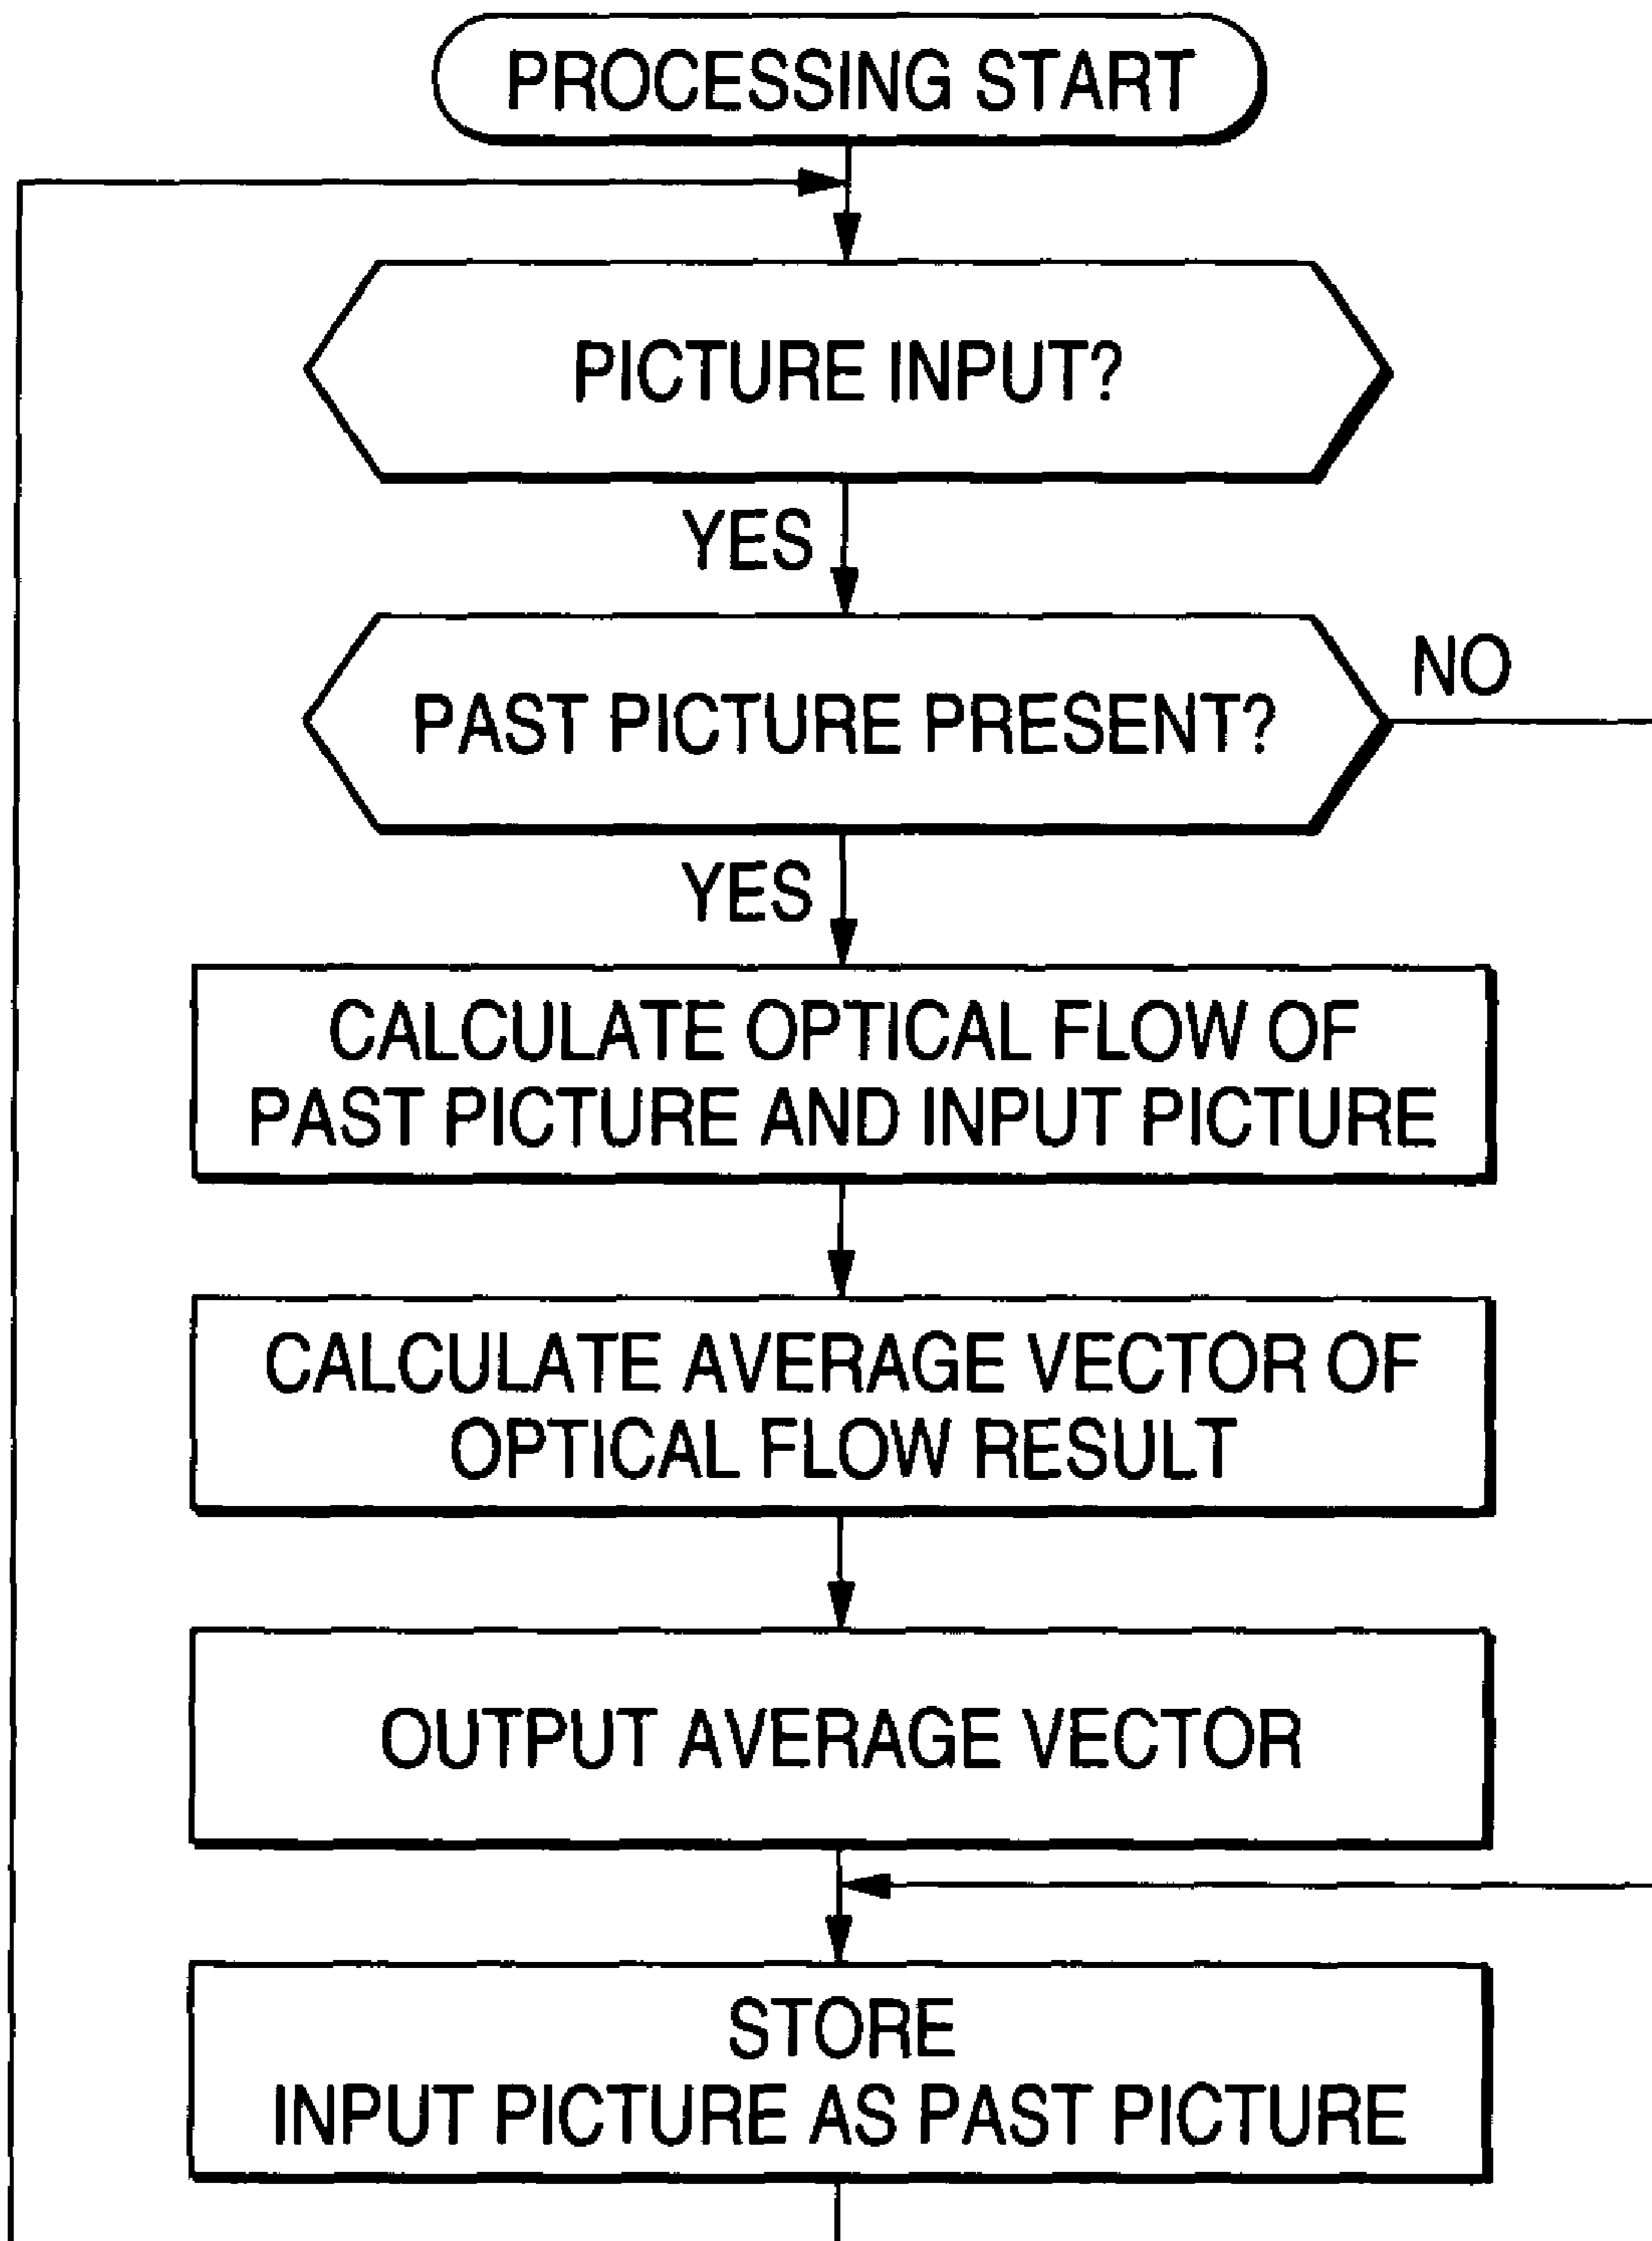 PROCESSING START
PICTURE INPUT?
YES
PAST PICTURE PRESENT?
NO
YES
CALCULATE OPTICAL FLOW OF
PAST PICTURE AND INPUT PICTURE
CALCULATE AVERAGE VECTOR OF
OPTICAL FLOW RESULT
OUTPUT AVERAGE VECTOR
STORE
INPUT PICTURE AS PAST PICTURE